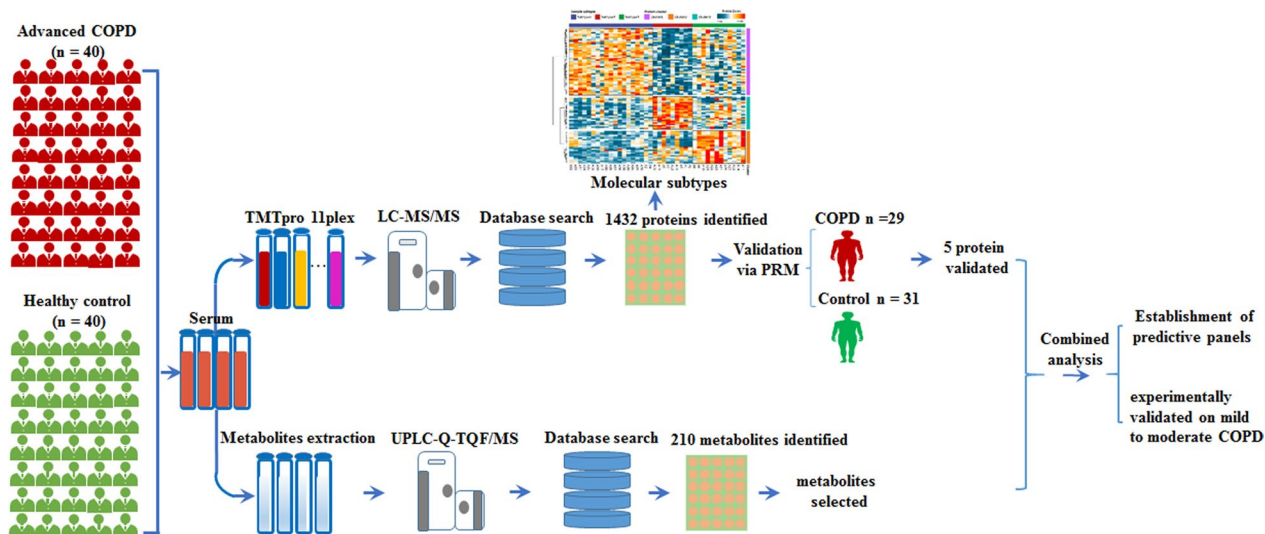 Advanced COPD
(n = 40)
Healthy control
(n = 40)
Serum
TMTpro 11plex
LC-MS/MS
Database search
1432 proteins identified
Molecular subtypes
Validation
via PRM
COPD n =29
Control n = 31
5 protein
validated
Metabolites extraction
UPLC-Q-TQF/MS
Database search
210 metabolites identified
metabolites
selected
Combined
analysis
Establishment of
predictive panels
experimentally
validated on mild
to moderate COPD